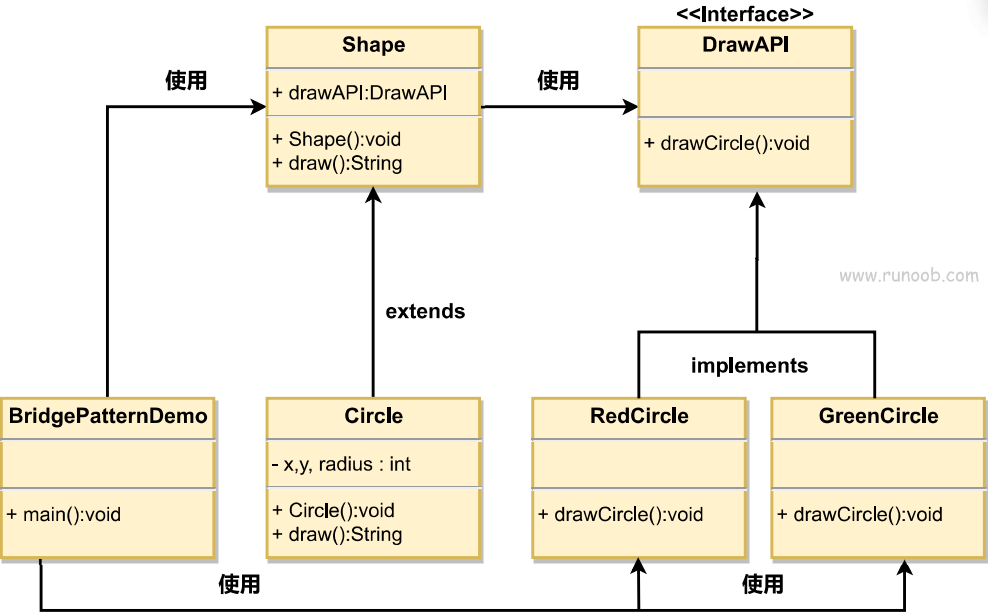 <<Interface>>
Shape
+ drawAPI:DrawAPI
+ Shape():void
+ draw():String
DrawAPI
+ drawCircle():void
使用
使用
www.runoob.com
extends
implements
BridgePatternDemo
+ main():void
Circle
- x,y, radius : int
+ Circle():void
+ draw():String
RedCircle
+ drawCircle():void
GreenCircle
+ drawCircle():void
使用
使用